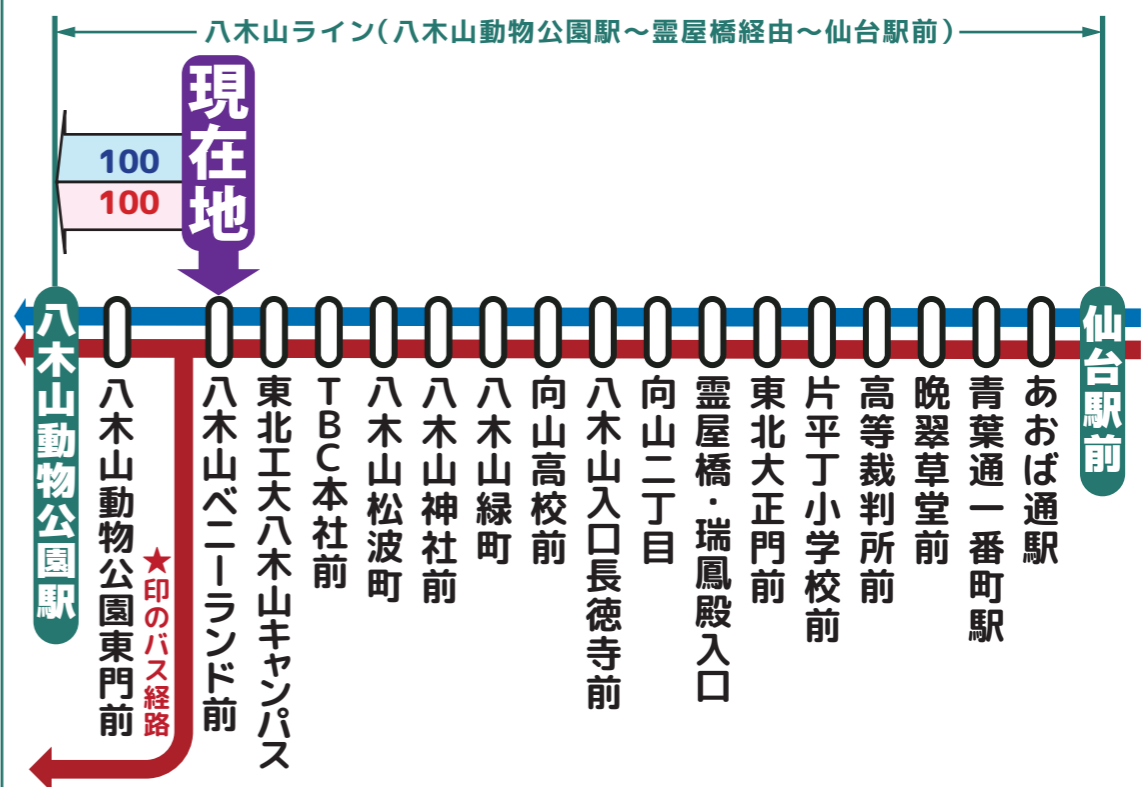 八木山ライン(八木山動物公園駅〜霊屋橋経由〜仙台駅前)
現在地
100
100
八木山動物公園駅
八木山動物公園東門前
★印のバス経路
八木山ベニーランド前
東北工大八木山キャンパス
TBC本社前
八木山松波町
八木山神社前
八木山緑町
向山高校前
八木山入口長徳寺前
向山二丁目
霊屋橋・瑞鳳殿入口
東北大正門前
片平丁小学校前
高等裁判所前
晩翠草堂前
青葉通一番町駅
あおば通駅
仙台駅前